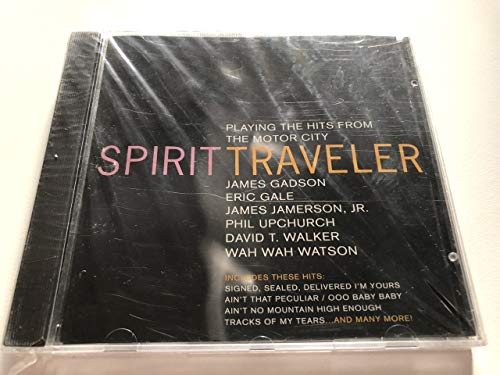 PLAYING THE HITS FROM
THE MOTOR CITY
SPIRIT TRAVELER
JAMES GADSON
ERIC GALE
JAMES JAMERSON, JR.
PHIL UPCHURCH
DAVID T. WALKER
WAH WAH WATSON
INCLUDES THESE HITS:
SIGNED, SEALED, DELIVERED I'M YOURS
AIN'T THAT PECULIAR / OOO BABY BABY
AIN'T NO MOUNTAIN HIGH ENOUGH
TRACKS OF MY TEARS...AND MANY MORE!